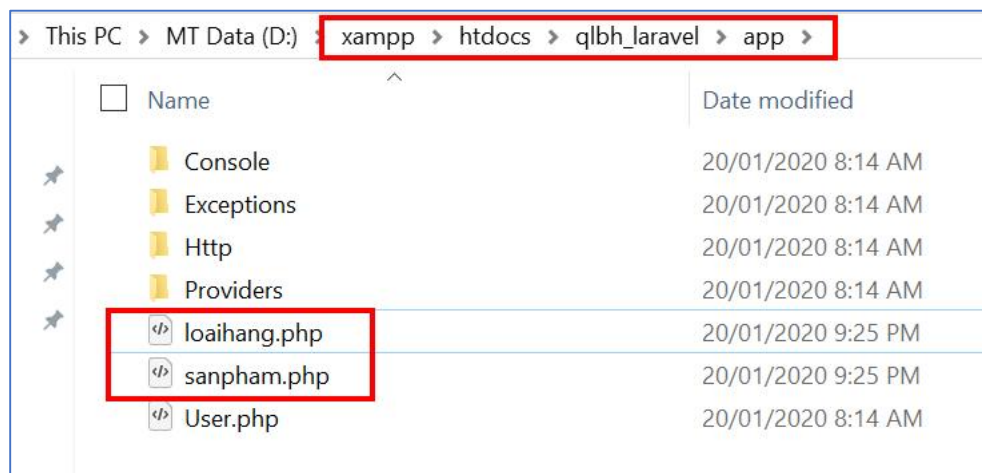 This PC > MT Data (D:) > xampp > htdocs > qlbh_laravel > app >
Name Date modified
Console 20/01/2020 8:14 AM
Exceptions 20/01/2020 8:14 AM
Http 20/01/2020 8:14 AM
Providers 20/01/2020 8:14 AM
loaihang.php 20/01/2020 9:25 PM
sanpham.php 20/01/2020 9:25 PM
User.php 20/01/2020 8:14 AM